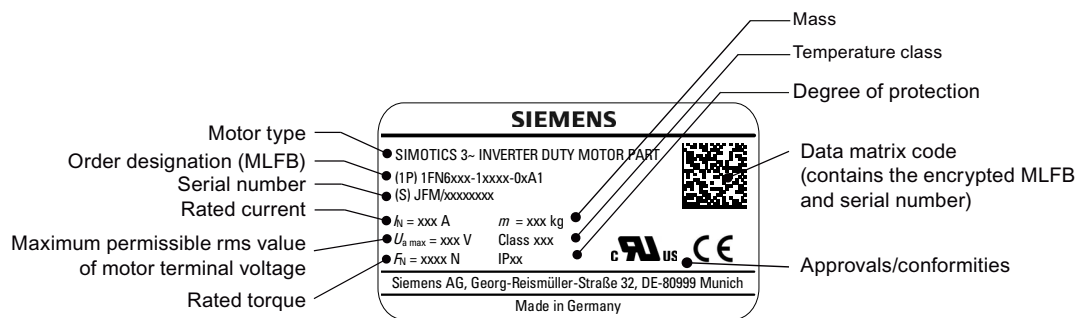 Mass
Temperature class
Degree of protection
SIEMENS
Motor type
SIMOTICS 3~ INVERTER DUTY MOTOR PART
Order designation (MLFB)
(1P) 1FN6xxx-1xxxx-0xA1
Data matrix code
(contains the encrypted MLFB
and serial number)
Serial number
(S) JFM/xxxxxxxx
Rated current
IN = xxx A
m = xxx kg
Maximum permissible rms value
of motor terminal voltage
Ua max = xxx V
Class xxx
Rated torque
FN = xxxx N
IPxx
c RU US CE
Approvals/conformities
Siemens AG, Georg-Reismüller-Straße 32, DE-80999 Munich
Made in Germany